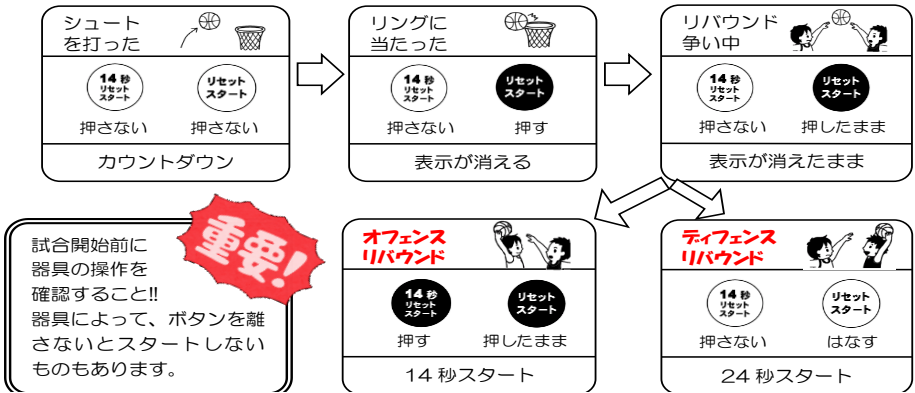 シュート
を打った
14秒
リセット
スタート
リセット
スタート
押さない 押さない
カウントダウン
リングに
当たった
14秒
リセット
スタート
リセット
スタート
押さない 押す
表示が消える
リバウンド
争い中
14秒
リセット
スタート
リセット
スタート
押さない 押したまま
表示が消えたまま
試合開始前に
器具の操作を
確認すること!!
器具によって、ボタンを離
さないとスタートしない
ものもあります。
重要!
オフェンス
リバウンド
14秒
リセット
スタート
リセット
スタート
押す 押したまま
14秒スタート
ディフェンス
リバウンド
14秒
リセット
スタート
リセット
スタート
押さない はなす
24秒スタート